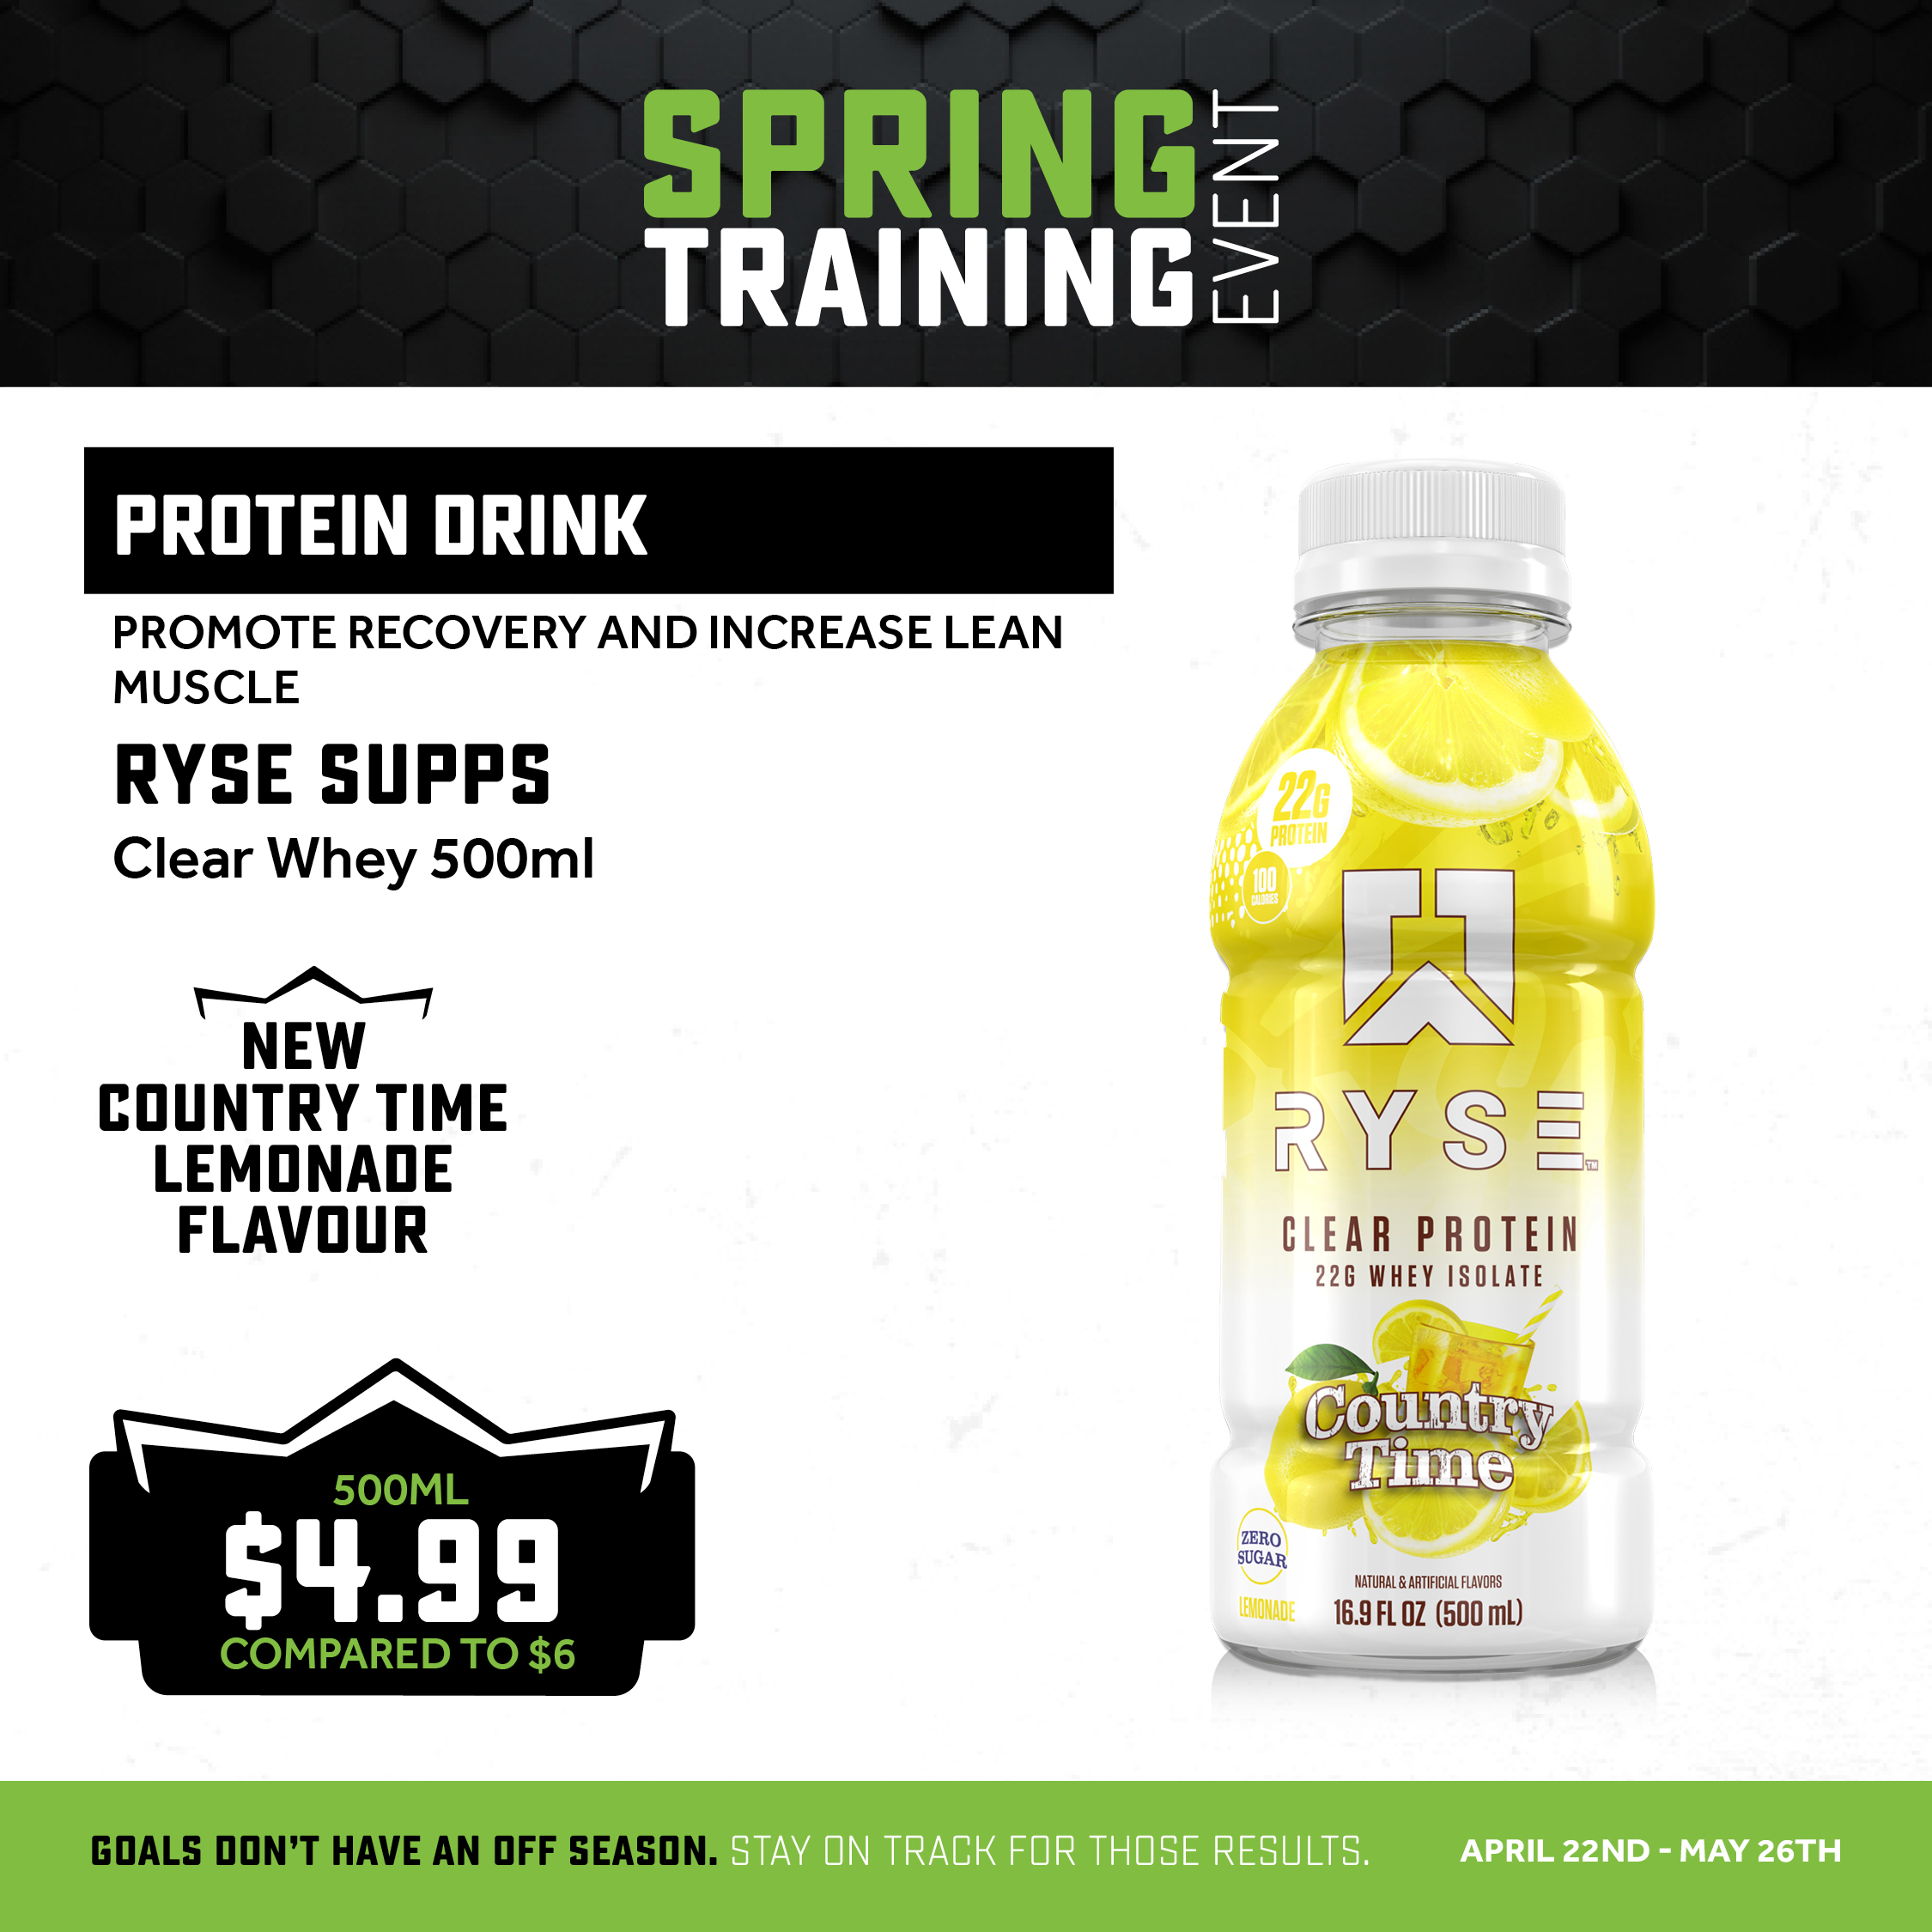 SPRING
TRAINING
EVENT
PROTEIN DRINK
PROMOTE RECOVERY AND INCREASE LEAN
MUSCLE
RYSE SUPPS
Clear Whey 500ml
NEW
COUNTRY TIME
LEMONADE
FLAVOUR
500ML
$4.99
COMPARED TO $6
22G
PROTEIN
100
CALORIES
RYSE™
CLEAR PROTEIN
22G WHEY ISOLATE
Country
Time
ZERO
SUGAR
LEMONADE
NATURAL & ARTIFICIAL FLAVORS
16.9 FL OZ (500 mL)
GOALS DON'T HAVE AN OFF SEASON. STAY ON TRACK FOR THOSE RESULTS.
APRIL 22ND - MAY 26TH